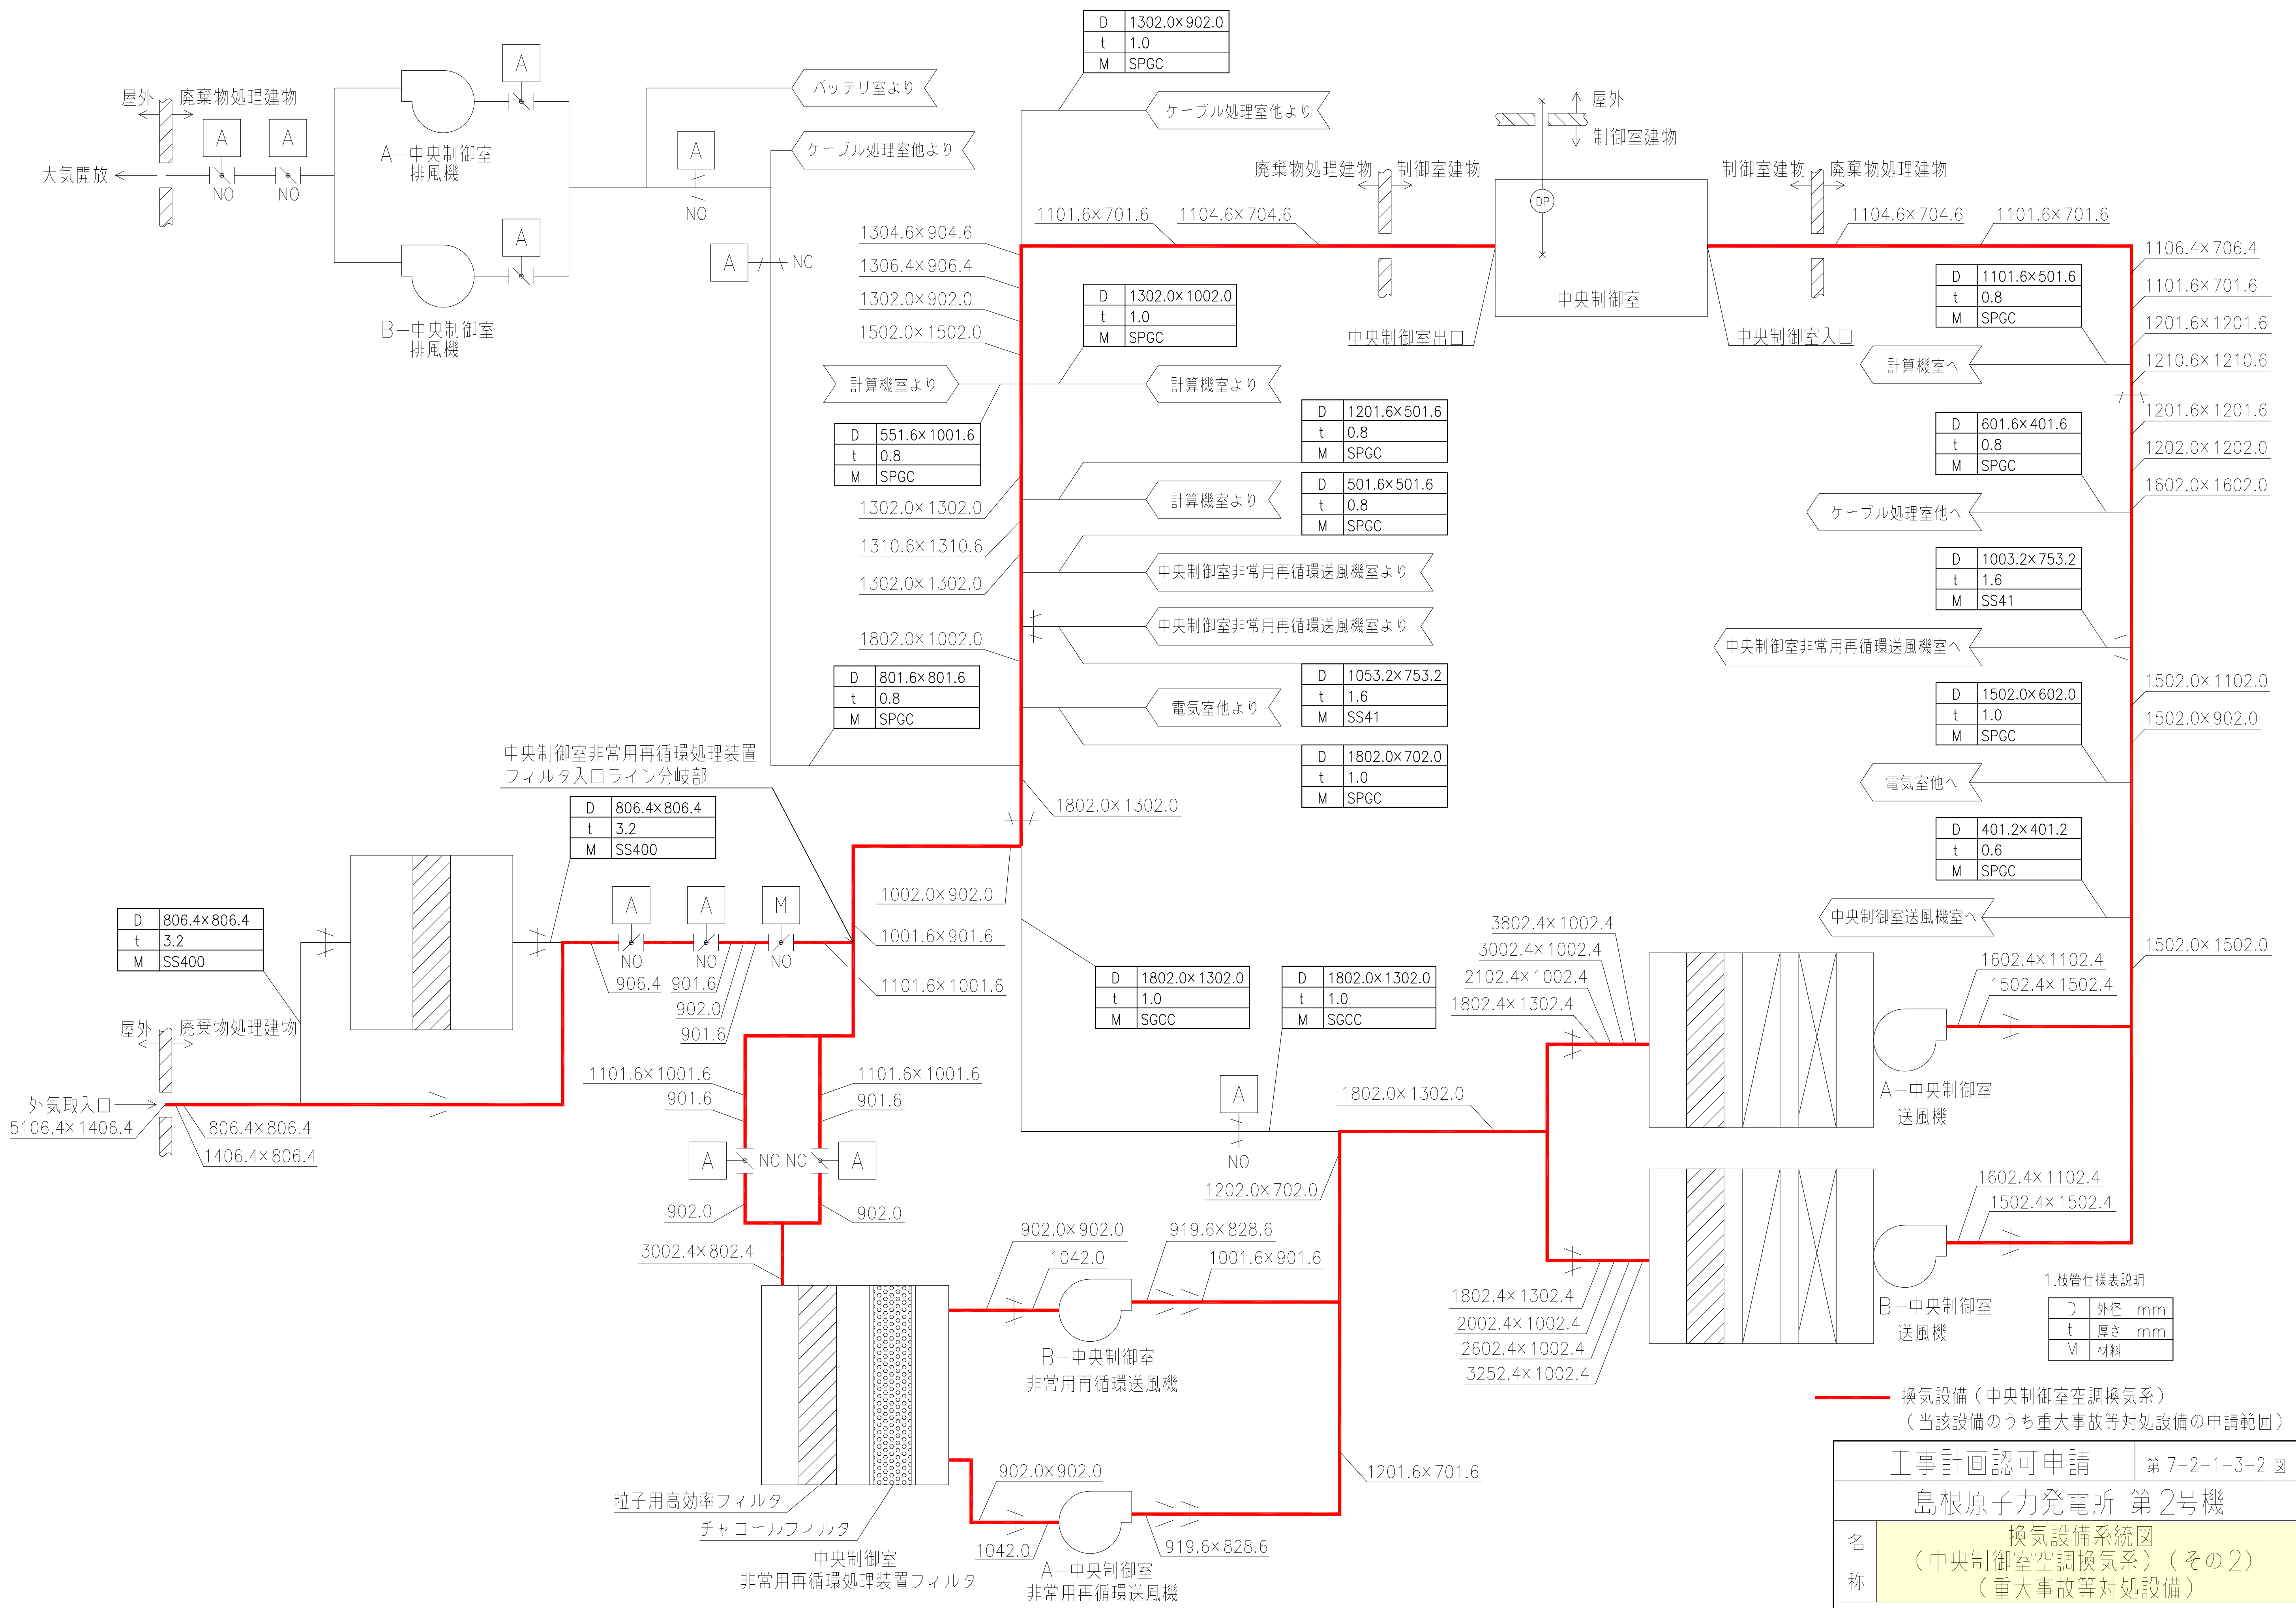 屋外
廃棄物処理建物
A
A
大気開放
NO
NO
A
A－中央制御室
排風機
A
B－中央制御室
排風機
バッテリ室より
A
NO
ケーブル処理室他より
A
NC
D 1302.0×902.0
t 1.0
M SPGC
ケーブル処理室他より
屋外
制御室建物
廃棄物処理建物
制御室建物
DP
中央制御室
中央制御室出口
中央制御室入口
制御室建物
廃棄物処理建物
1101.6×701.6
1104.6×704.6
1104.6×704.6
1101.6×701.6
1304.6×904.6
1306.4×906.4
1302.0×902.0
1502.0×1502.0
D 1302.0×1002.0
t 1.0
M SPGC
計算機室より
計算機室より
D 551.6×1001.6
t 0.8
M SPGC
D 1201.6×501.6
t 0.8
M SPGC
計算機室より
1302.0×1302.0
1310.6×1310.6
1302.0×1302.0
D 501.6×501.6
t 0.8
M SPGC
中央制御室非常用再循環送風機室より
中央制御室非常用再循環送風機室より
1802.0×1002.0
D 1053.2×753.2
t 1.6
M SS41
D 801.6×801.6
t 0.8
M SPGC
電気室他より
D 1802.0×702.0
t 1.0
M SPGC
1802.0×1302.0
1106.4×706.4
1101.6×701.6
1201.6×1201.6
1210.6×1210.6
1201.6×1201.6
1202.0×1202.0
1602.0×1602.0
D 1101.6×501.6
t 0.8
M SPGC
計算機室へ
D 601.6×401.6
t 0.8
M SPGC
ケーブル処理室他へ
D 1003.2×753.2
t 1.6
M SS41
中央制御室非常用再循環送風機室へ
1502.0×1102.0
1502.0×902.0
D 1502.0×602.0
t 1.0
M SPGC
電気室他へ
D 401.2×401.2
t 0.6
M SPGC
中央制御室送風機室へ
1502.0×1502.0
中央制御室非常用再循環処理装置
フィルタ入口ライン分岐部
D 806.4×806.4
t 3.2
M SS400
D 806.4×806.4
t 3.2
M SS400
A
A
M
NO
NO
NO
906.4
901.6
902.0
901.6
1002.0×902.0
1001.6×901.6
1101.6×1001.6
屋外
廃棄物処理建物
外気取入口
5106.4×1406.4
806.4×806.4
1406.4×806.4
1101.6×1001.6
901.6
1101.6×1001.6
901.6
A
NC
NC
A
902.0
902.0
3002.4×802.4
D 1802.0×1302.0
t 1.0
M SGCC
D 1802.0×1302.0
t 1.0
M SGCC
A
NO
1802.0×1302.0
1202.0×702.0
3802.4×1002.4
3002.4×1002.4
2102.4×1002.4
1802.4×1302.4
1602.4×1102.4
1502.4×1502.4
A－中央制御室
送風機
1602.4×1102.4
1502.4×1502.4
B－中央制御室
送風機
1802.4×1302.4
2002.4×1002.4
2602.4×1002.4
3252.4×1002.4
902.0×902.0
1042.0
919.6×828.6
1001.6×901.6
B－中央制御室
非常用再循環送風機
902.0×902.0
1042.0
919.6×828.6
1201.6×701.6
A－中央制御室
非常用再循環送風機
粒子用高効率フィルタ
チャコールフィルタ
中央制御室
非常用再循環処理装置フィルタ
1.枝管仕様表説明
D 外径 mm
t 厚さ mm
M 材料
換気設備（中央制御室空調換気系）
（当該設備のうち重大事故等対処設備の申請範囲）
工事計画認可申請 第 7-2-1-3-2 図
島根原子力発電所 第2号機
名称
換気設備系統図
（中央制御室空調換気系）（その2）
（重大事故等対処設備）